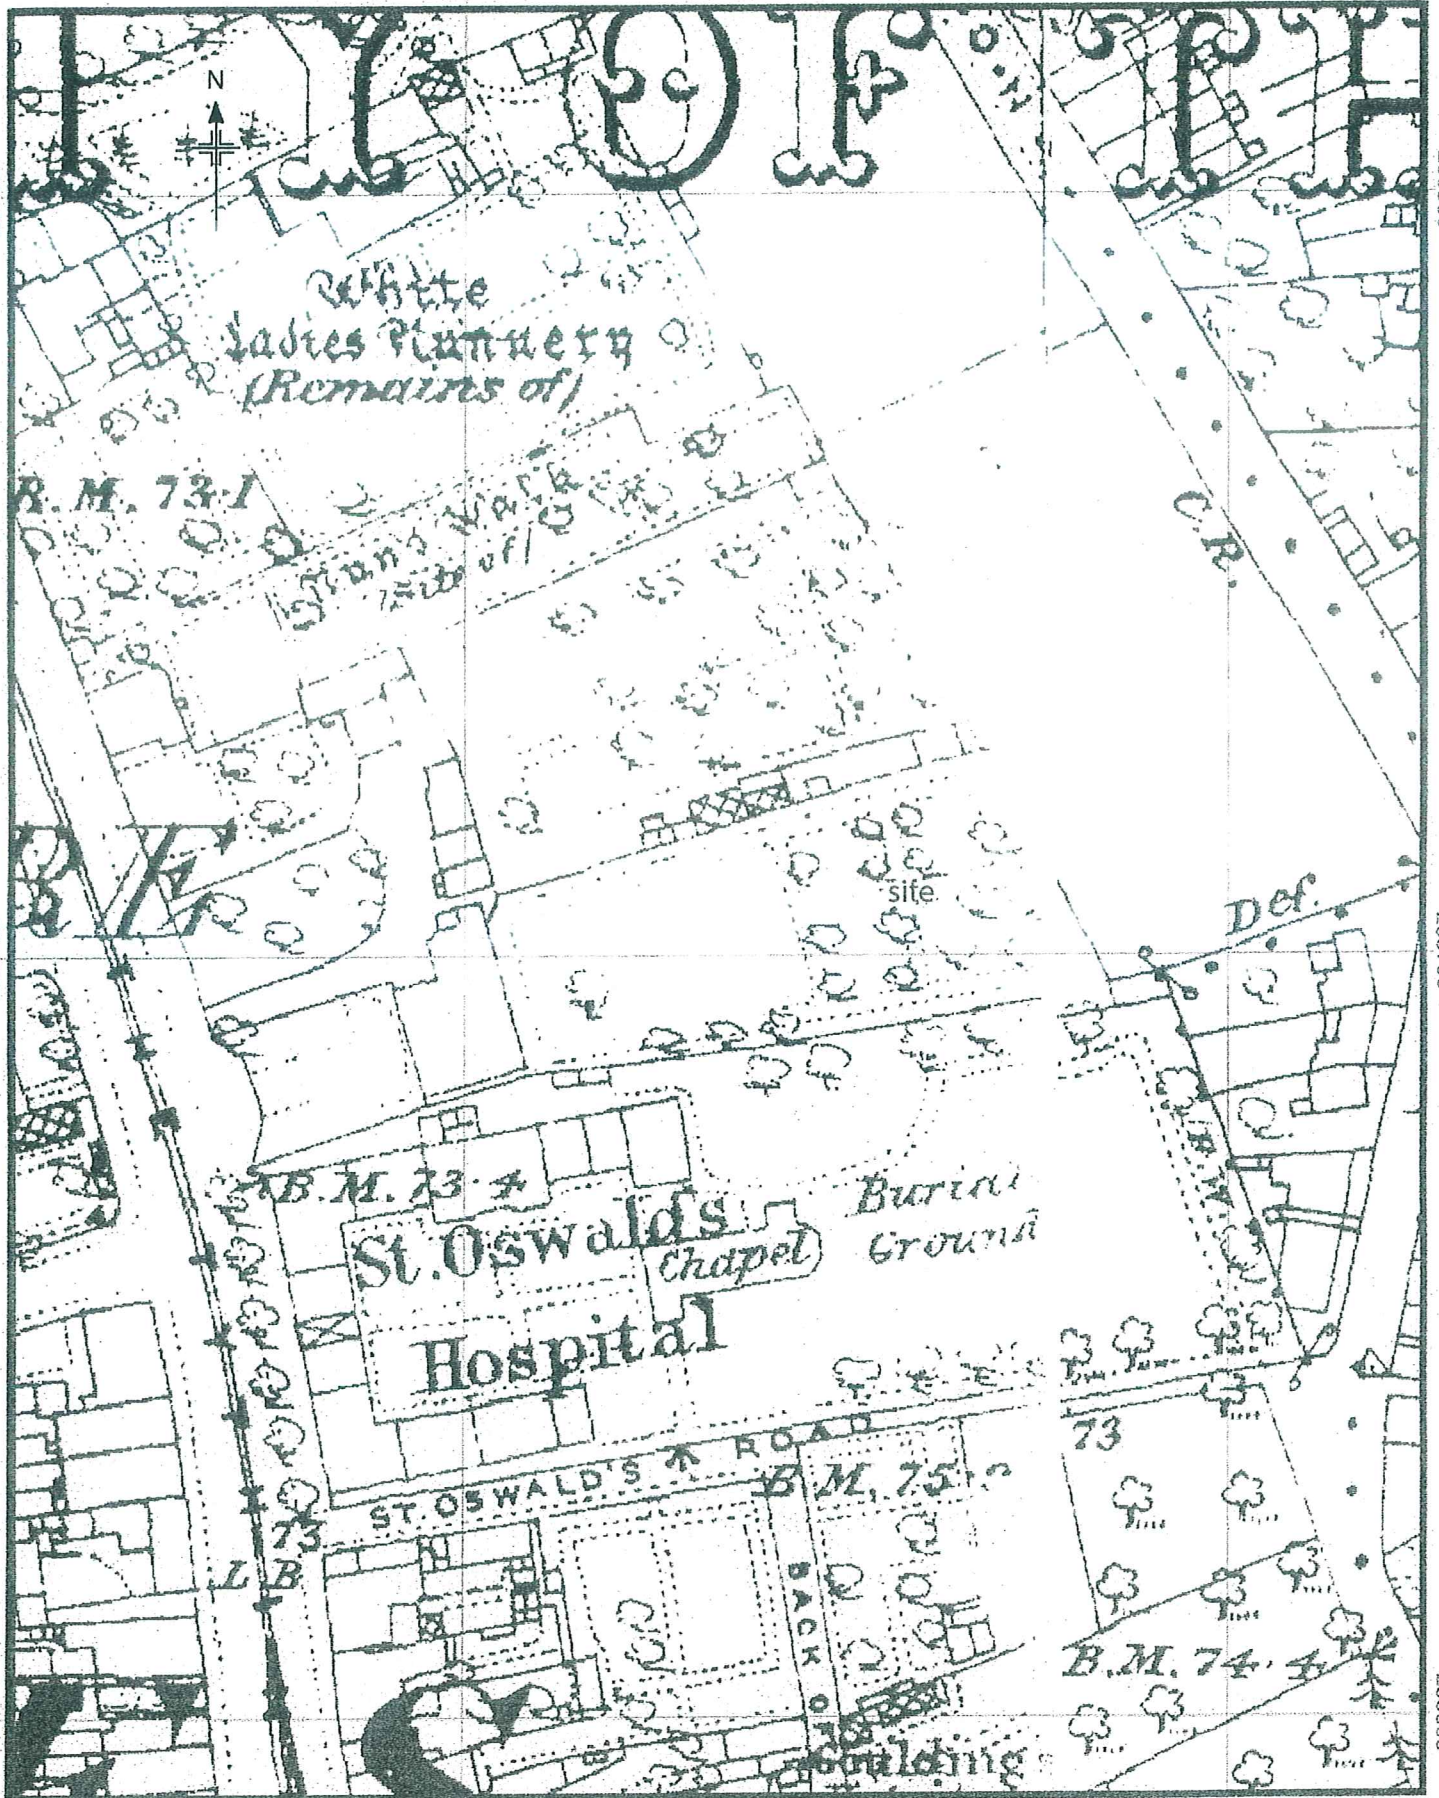 Y OF
N
White
Ladies Nunnery
(Remains of)
B.M. 73.1
Nuns Walk
(Site of)
C.R.
site
Def.
B.M. 73.4
St. Oswald's
Chapel
Hospital
Burial
Ground
R.W.
ST. OSWALD'S ROAD
73
B.M. 75.
73
L B
BACK OF
B.M. 74.4
Building